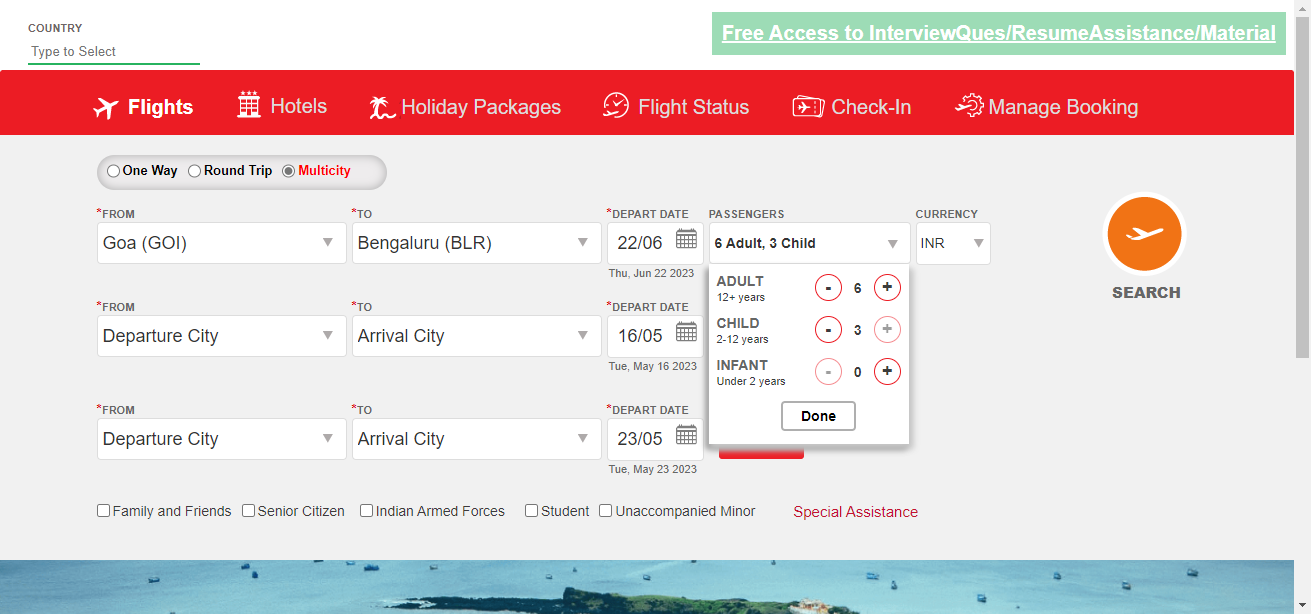 COUNTRY
Type to Select
Free Access to InterviewQues/ResumeAssistance/Material
Flights Hotels Holiday Packages Flight Status Check-In Manage Booking
One Way Round Trip Multicity
*FROM *TO *DEPART DATE PASSENGERS CURRENCY
Goa (GOI) Bengaluru (BLR) 22/06 6 Adult, 3 Child INR
Thu, Jun 22 2023
ADULT - 6 +
12+ years
SEARCH
*FROM *TO *DEPART DATE
CHILD - 3 +
2-12 years
Departure City Arrival City 16/05
Tue, May 16 2023
INFANT - 0 +
Under 2 years
Done
*FROM *TO *DEPART DATE
Departure City Arrival City 23/05
Tue, May 23 2023
Family and Friends Senior Citizen Indian Armed Forces Student Unaccompanied Minor Special Assistance